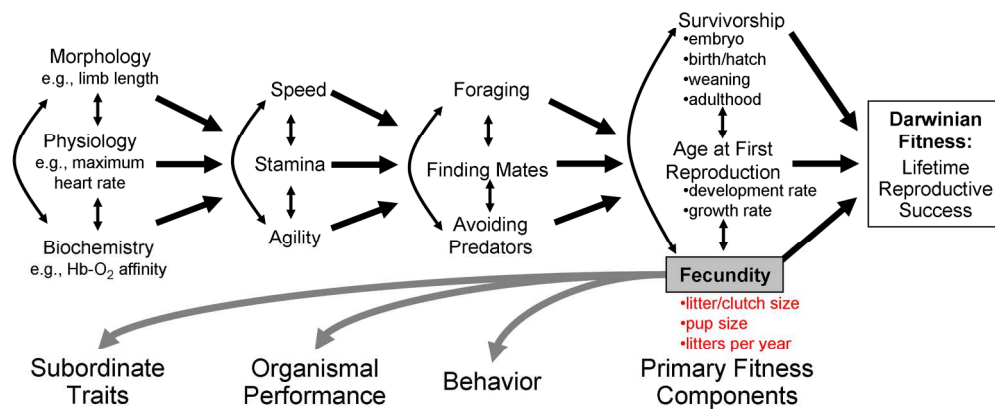 Morphology
e.g., limb length
Physiology
e.g., maximum
heart rate
Biochemistry
e.g., Hb-O₂ affinity
Speed
Stamina
Agility
Foraging
Finding Mates
Avoiding
Predators
Survivorship
•embryo
•birth/hatch
•weaning
•adulthood
Age at First
Reproduction
•development rate
•growth rate
Fecundity
•litter/clutch size
•pup size
•litters per year
Darwinian
Fitness:
Lifetime
Reproductive
Success
Subordinate
Traits
Organismal
Performance
Behavior
Primary Fitness
Components